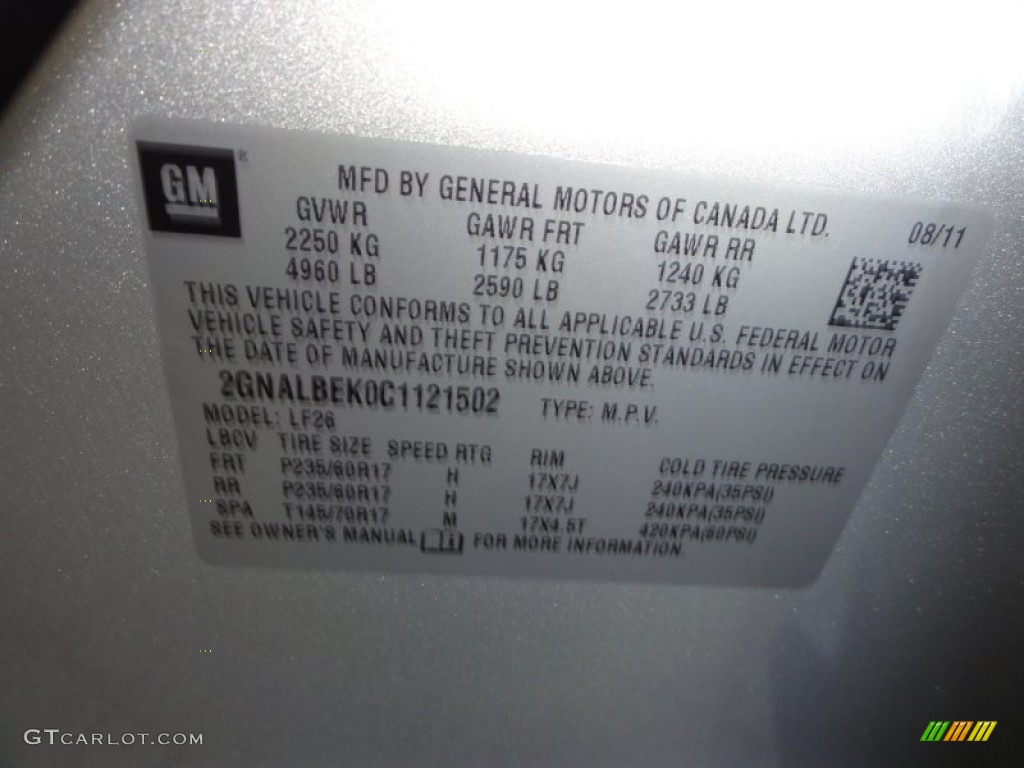 GM®
MFD BY GENERAL MOTORS OF CANADA LTD.
08/11
GVWR GAWR FRT GAWR RR
2250 KG 1175 KG 1240 KG
4960 LB 2590 LB 2733 LB
THIS VEHICLE CONFORMS TO ALL APPLICABLE U.S. FEDERAL MOTOR
VEHICLE SAFETY AND THEFT PREVENTION STANDARDS IN EFFECT ON
THE DATE OF MANUFACTURE SHOWN ABOVE.
2GNALBEK0C1121502 TYPE: M.P.V.
MODEL: LF26
LBCV TIRE SIZE SPEED RTG RIM COLD TIRE PRESSURE
FRT P235/60R17 H 17X7J 240KPA(35PSI)
RR P235/60R17 H 17X7J 240KPA(35PSI)
SPA T145/70R17 M 17X4.5T 420KPA(60PSI)
SEE OWNER'S MANUAL FOR MORE INFORMATION.
GTCARLOT.COM